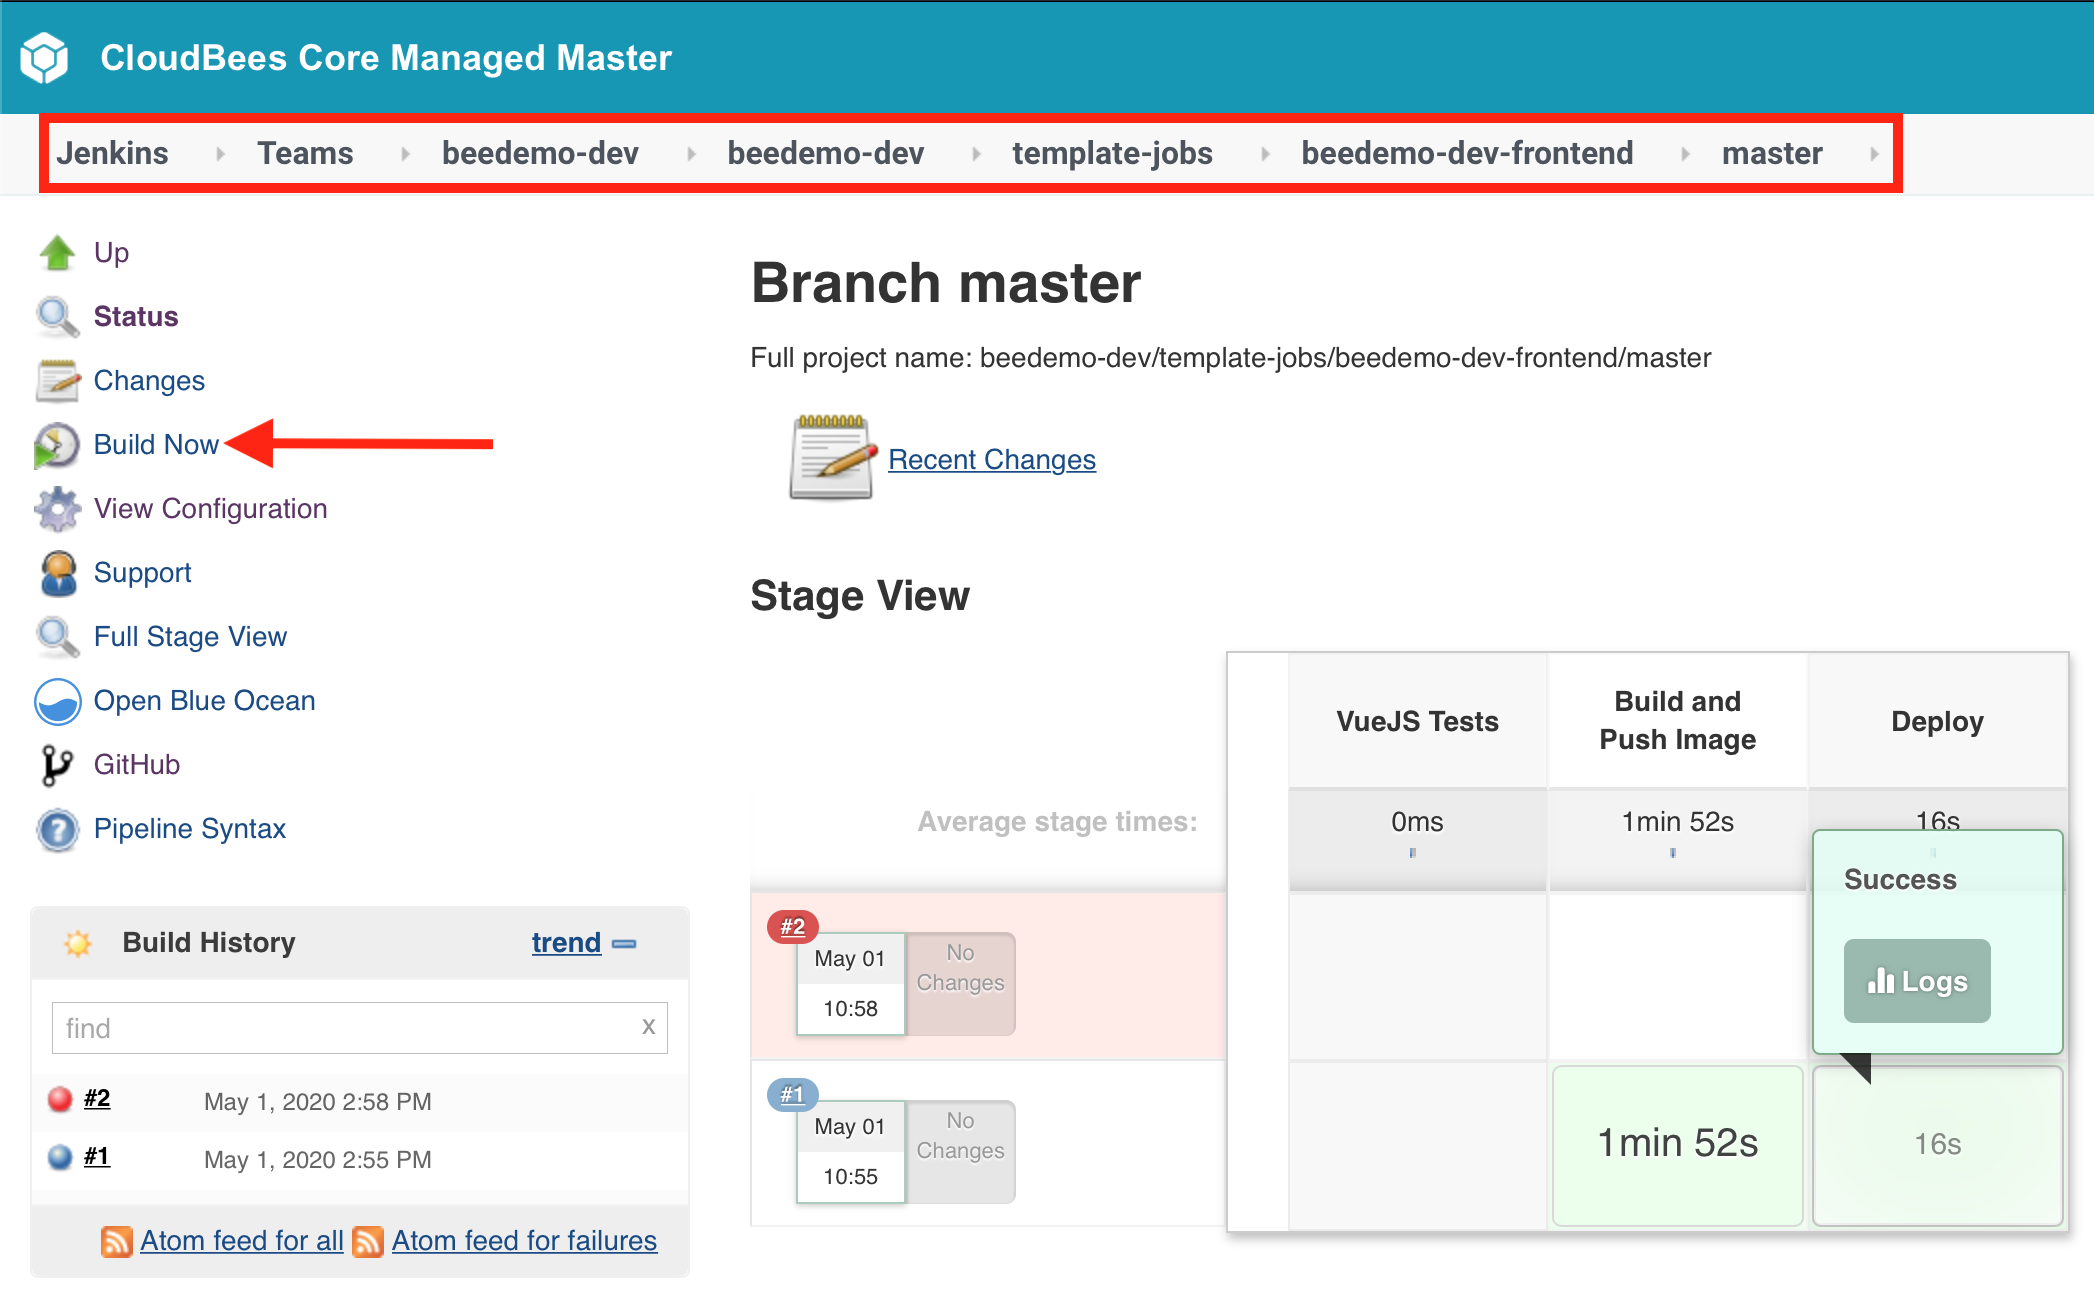 CloudBees Core Managed Master
Jenkins Teams beedemo-dev beedemo-dev template-jobs beedemo-dev-frontend master
Up
Status
Changes
Build Now
View Configuration
Support
Full Stage View
Open Blue Ocean
GitHub
Pipeline Syntax
Build History trend
find x
#2 May 1, 2020 2:58 PM
#1 May 1, 2020 2:55 PM
Atom feed for all Atom feed for failures
Branch master
Full project name: beedemo-dev/template-jobs/beedemo-dev-frontend/master
Recent Changes
Stage View
VueJS Tests
Build and
Push Image
Deploy
Average stage times:
0ms
1min 52s
16s
Success
Logs
#2
May 01
10:58
No
Changes
#1
May 01
10:55
No
Changes
1min 52s
16s